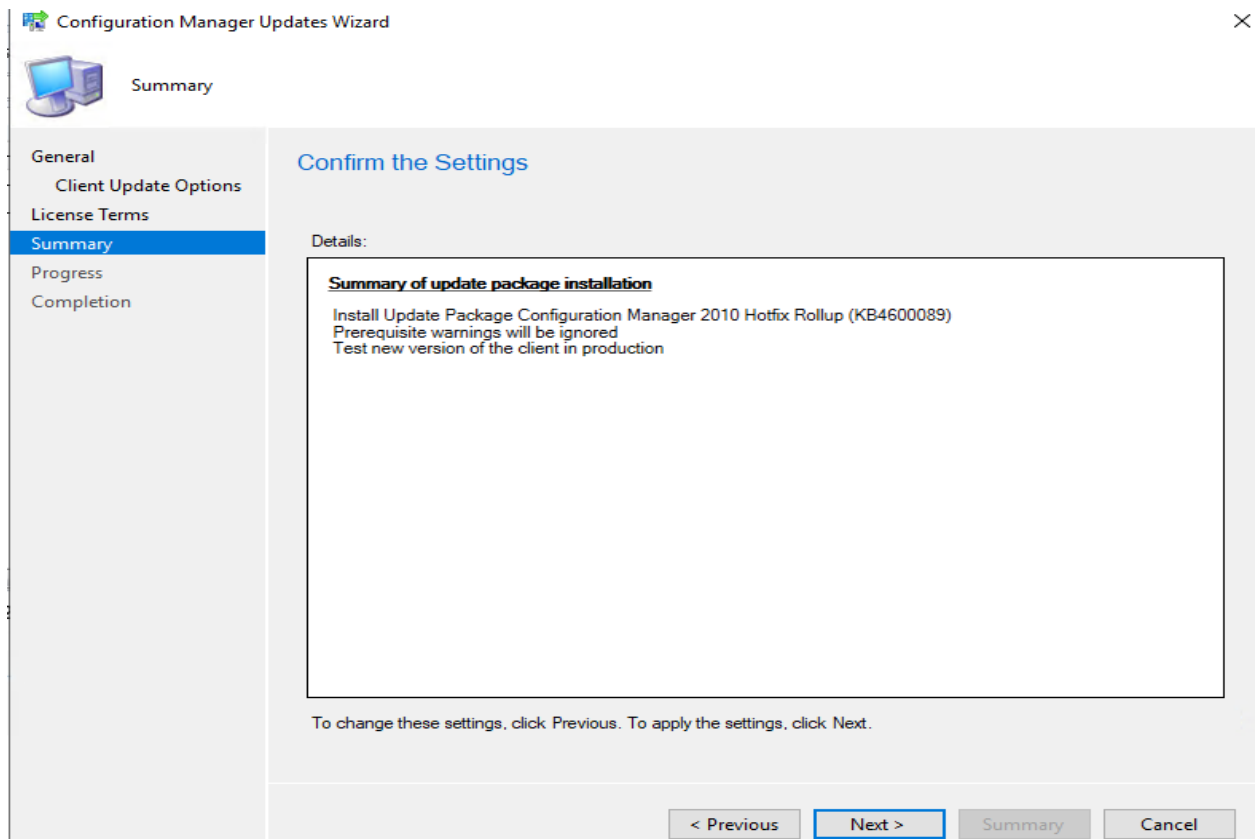 Configuration Manager Updates Wizard
Summary
General
Client Update Options
License Terms
Summary
Progress
Completion
Confirm the Settings
Details:
Summary of update package installation
Install Update Package Configuration Manager 2010 Hotfix Rollup (KB4600089)
Prerequisite warnings will be ignored
Test new version of the client in production
To change these settings, click Previous. To apply the settings, click Next.
< Previous Next > Summary Cancel